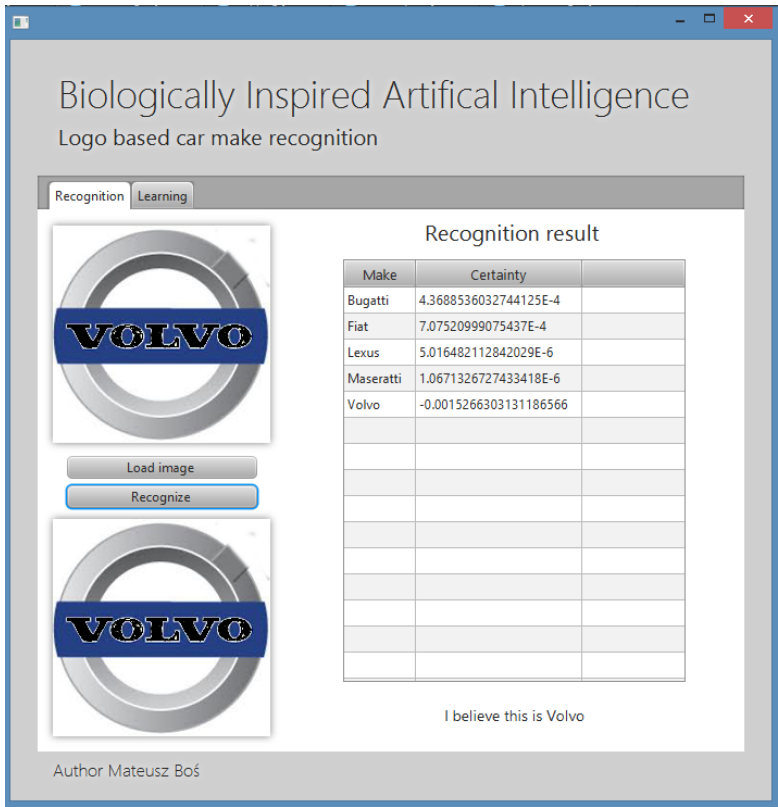 Biologically Inspired Artifical Intelligence
Logo based car make recognition
Recognition Learning
VOLVO
Load image
Recognize
VOLVO
Recognition result
Make Certainty
Bugatti 4.3688536032744125E-4
Fiat 7.07520999075437E-4
Lexus 5.016482112842029E-6
Maseratti 1.0671326727433418E-6
Volvo -0.0015266303131186566
I believe this is Volvo
Author Mateusz Boś